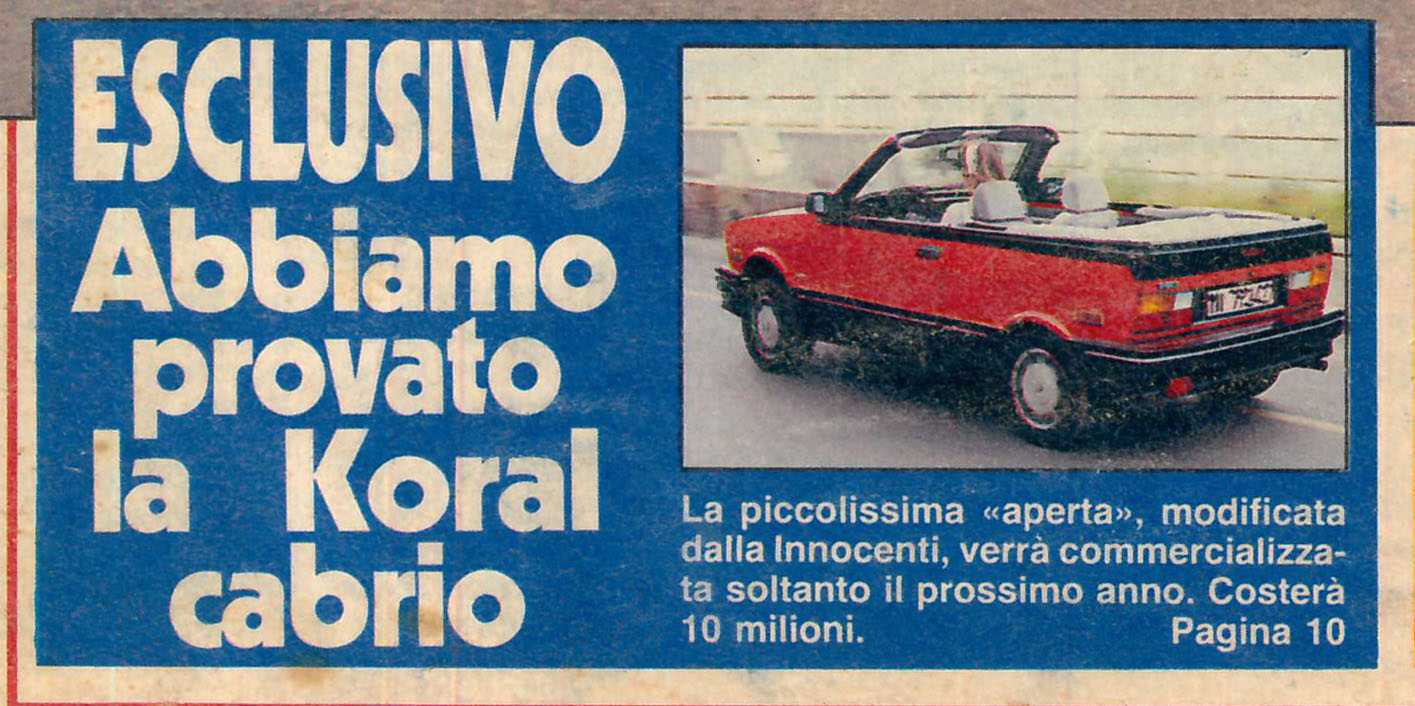 ESCLUSIVO
Abbiamo
provato
la Koral
cabrio
La piccolissima «aperta», modificata
dalla Innocenti, verrà commercializza-
ta soltanto il prossimo anno. Costerà
10 milioni. Pagina 10